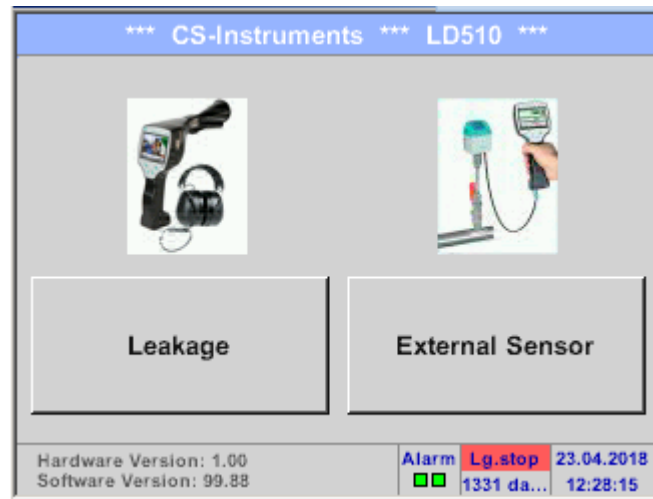 *** CS-Instruments *** LD510 ***
Leakage
External Sensor
Hardware Version: 1.00
Software Version: 99.88
Alarm
Lg.stop
1331 da...
23.04.2018
12:28:15